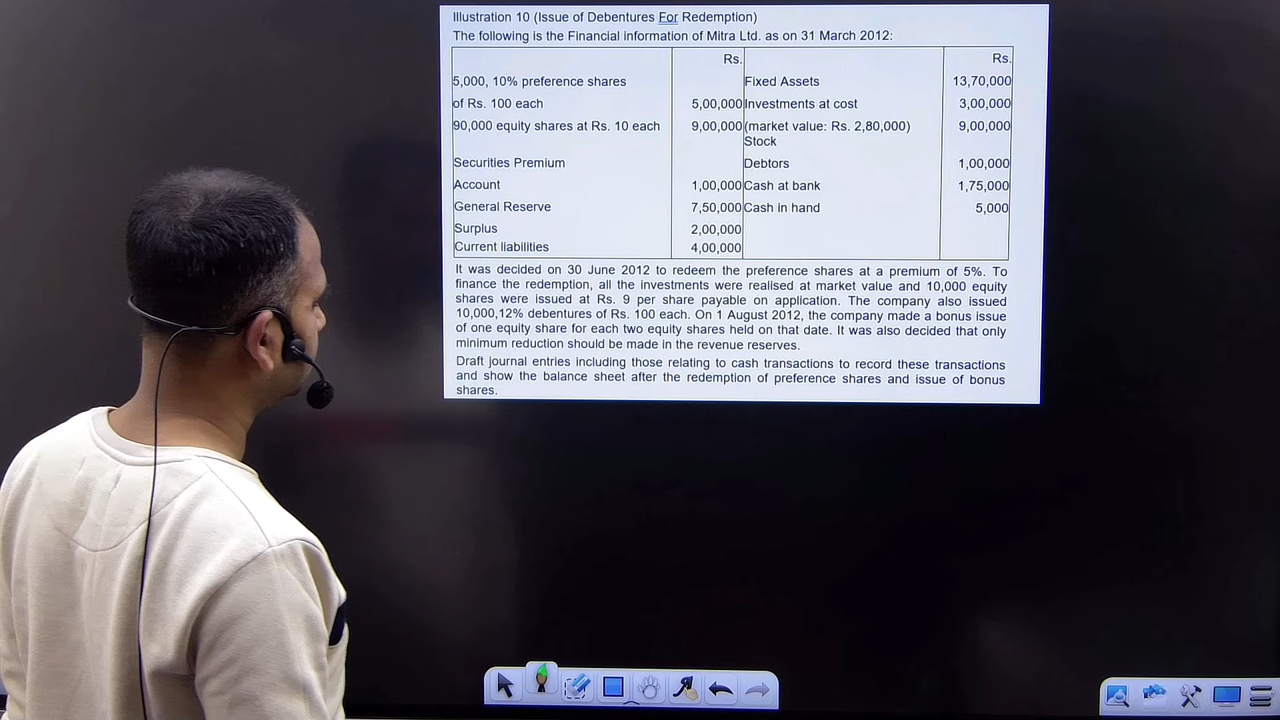 Illustration 10 (Issue of Debentures For Redemption)
The following is the Financial information of Mitra Ltd. as on 31 March 2012:
Rs. Rs.
5,000, 10% preference shares Fixed Assets 13,70,000
of Rs. 100 each 5,00,000 Investments at cost 3,00,000
90,000 equity shares at Rs. 10 each 9,00,000 (market value: Rs. 2,80,000) 9,00,000
Stock
Securities Premium Debtors 1,00,000
Account 1,00,000 Cash at bank 1,75,000
General Reserve 7,50,000 Cash in hand 5,000
Surplus 2,00,000
Current liabilities 4,00,000
It was decided on 30 June 2012 to redeem the preference shares at a premium of 5%. To
finance the redemption, all the investments were realised at market value and 10,000 equity
shares were issued at Rs. 9 per share payable on application. The company also issued
10,000,12% debentures of Rs. 100 each. On 1 August 2012, the company made a bonus issue
of one equity share for each two equity shares held on that date. It was also decided that only
minimum reduction should be made in the revenue reserves.
Draft journal entries including those relating to cash transactions to record these transactions
and show the balance sheet after the redemption of preference shares and issue of bonus
shares.